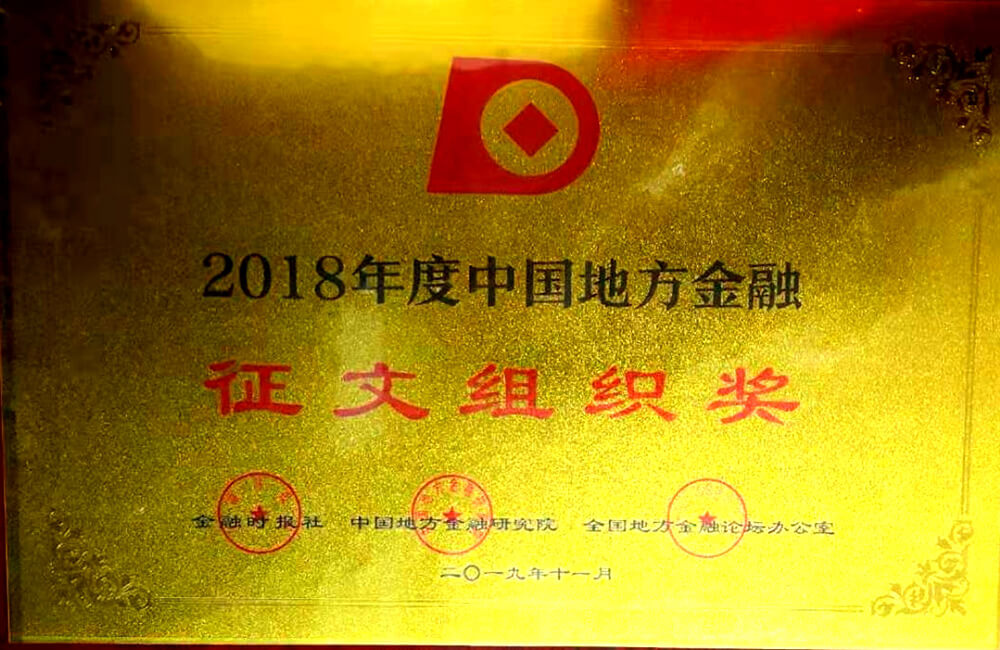 2018年度中国地方金融
征文组织奖
金融时报社 中国地方金融研究院 全国地方金融论坛办公室
二〇一九年十一月